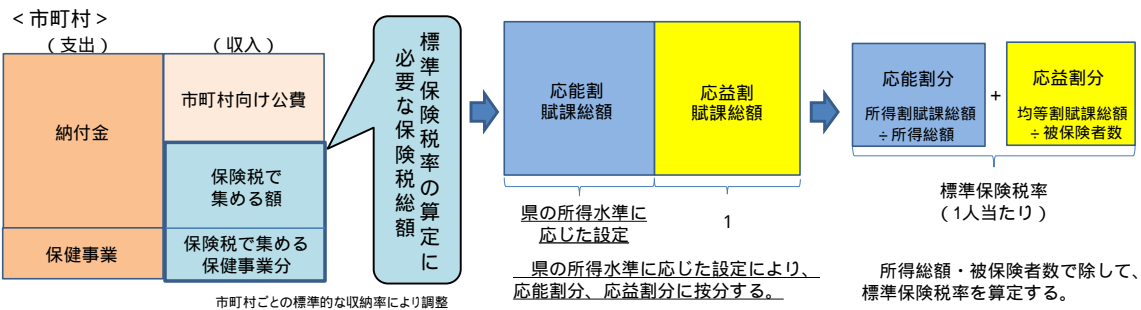 <市町村>
(支出)
(収入)
納付金
保健事業
市町村向け公費
保険税で
集める額
保険税で集める
保健事業分
市町村ごとの標準的な収納率により調整
標準保険税率の算定に
必要な保険税総額
応能割
賦課総額
応益割
賦課総額
県の所得水準に
応じた設定
1
県の所得水準に応じた設定により、
応能割分、応益割分に按分する。
応能割分
所得割賦課総額
÷所得総額
+
応益割分
均等割賦課総額
÷被保険者数
標準保険税率
(1人当たり)
所得総額・被保険者数で除して、
標準保険税率を算定する。